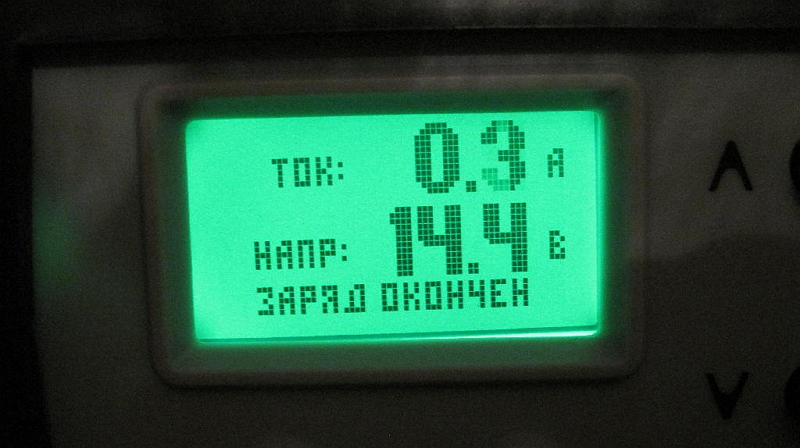 ТОК: 0.3 А
НАПР: 14.4 В
ЗАРЯД ОКОНЧЕН